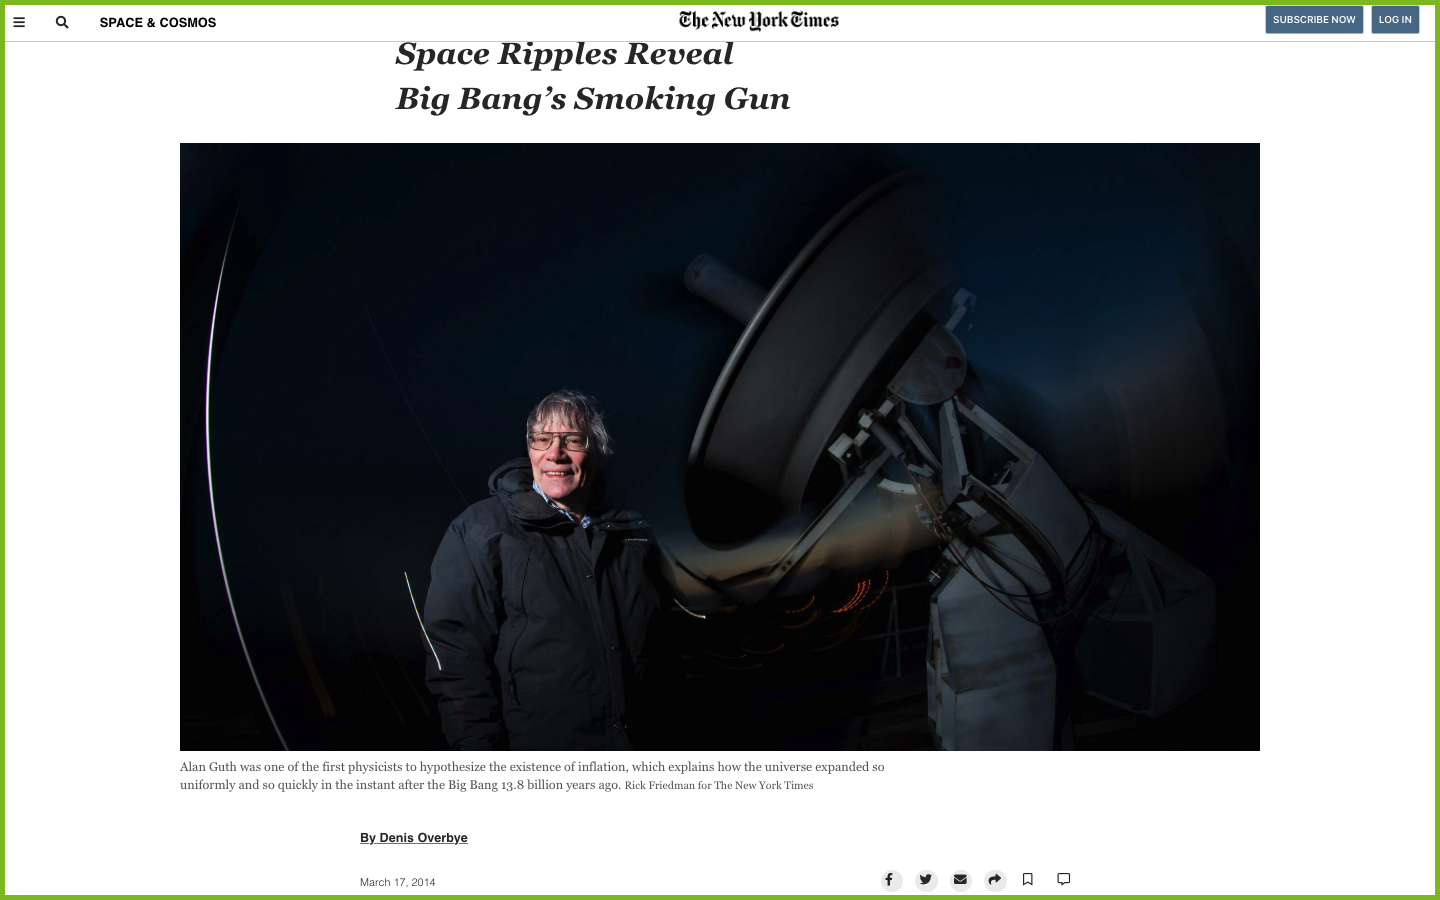 SPACE & COSMOS
The New York Times
SUBSCRIBE NOW
LOG IN
Space Ripples Reveal
Big Bang’s Smoking Gun
Alan Guth was one of the first physicists to hypothesize the existence of inflation, which explains how the universe expanded so
uniformly and so quickly in the instant after the Big Bang 13.8 billion years ago. Rick Friedman for The New York Times
By Denis Overbye
March 17, 2014